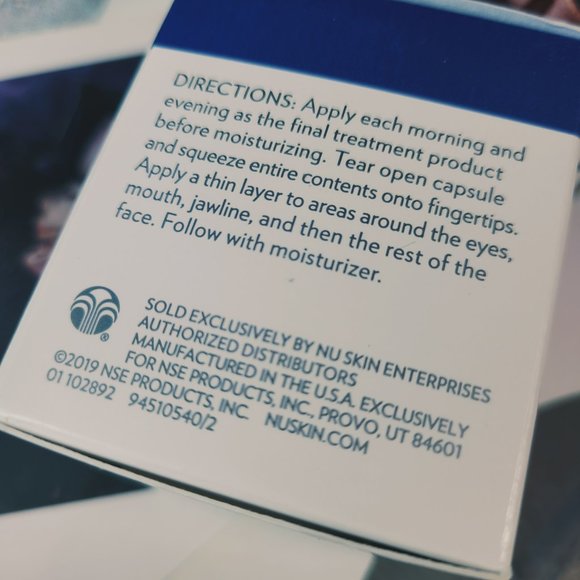 DIRECTIONS: Apply each morning and
evening as the final treatment product
before moisturizing. Tear open capsule
and squeeze entire contents onto fingertips.
Apply a thin layer to areas around the eyes,
mouth, jawline, and then the rest of the
face. Follow with moisturizer.
SOLD EXCLUSIVELY BY NU SKIN ENTERPRISES
AUTHORIZED DISTRIBUTORS
MANUFACTURED IN THE U.S.A. EXCLUSIVELY
FOR NSE PRODUCTS, INC., PROVO, UT 84601
©2019 NSE PRODUCTS, INC. NUSKIN.COM
01 102892 94510540/2
®